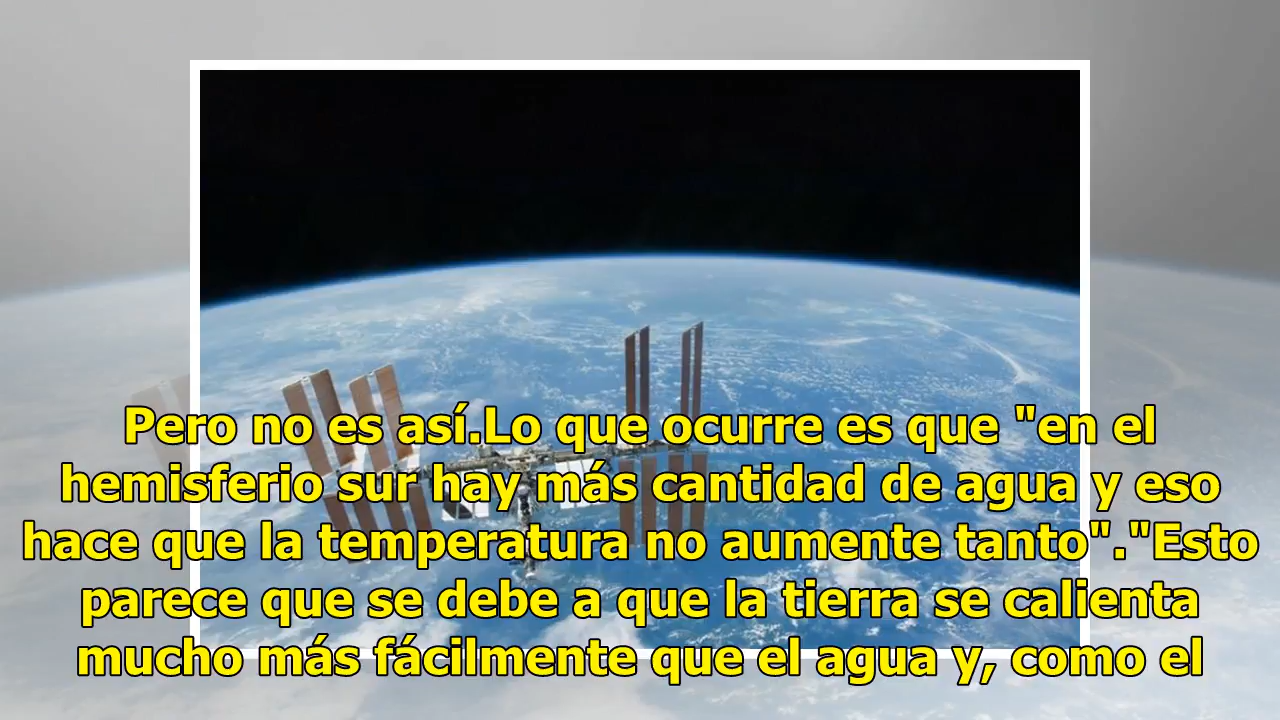 Pero no es así.Lo que ocurre es que "en el
hemisferio sur hay más cantidad de agua y eso
hace que la temperatura no aumente tanto"."Esto
parece que se debe a que la tierra se calienta
mucho más fácilmente que el agua y, como el